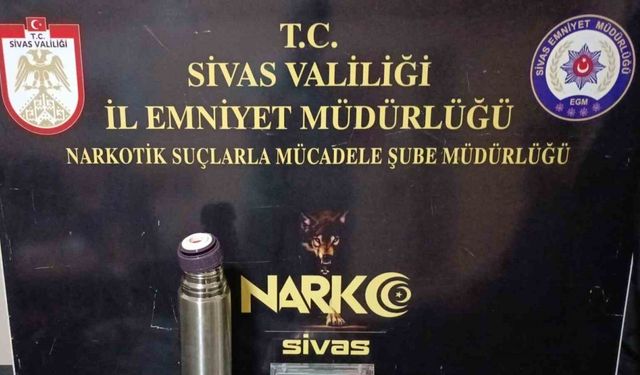 T.C.
SİVAS VALİLİĞİ
T.C.
SİVAS VALİLİĞİ
İL EMNİYET MÜDÜRLÜĞÜ
NARKOTİK SUÇLARLA MÜCADELE ŞUBE MÜDÜRLÜĞÜ
SİVAS EMNİYET MÜDÜRLÜĞÜ
EGM
NARKO
sivas